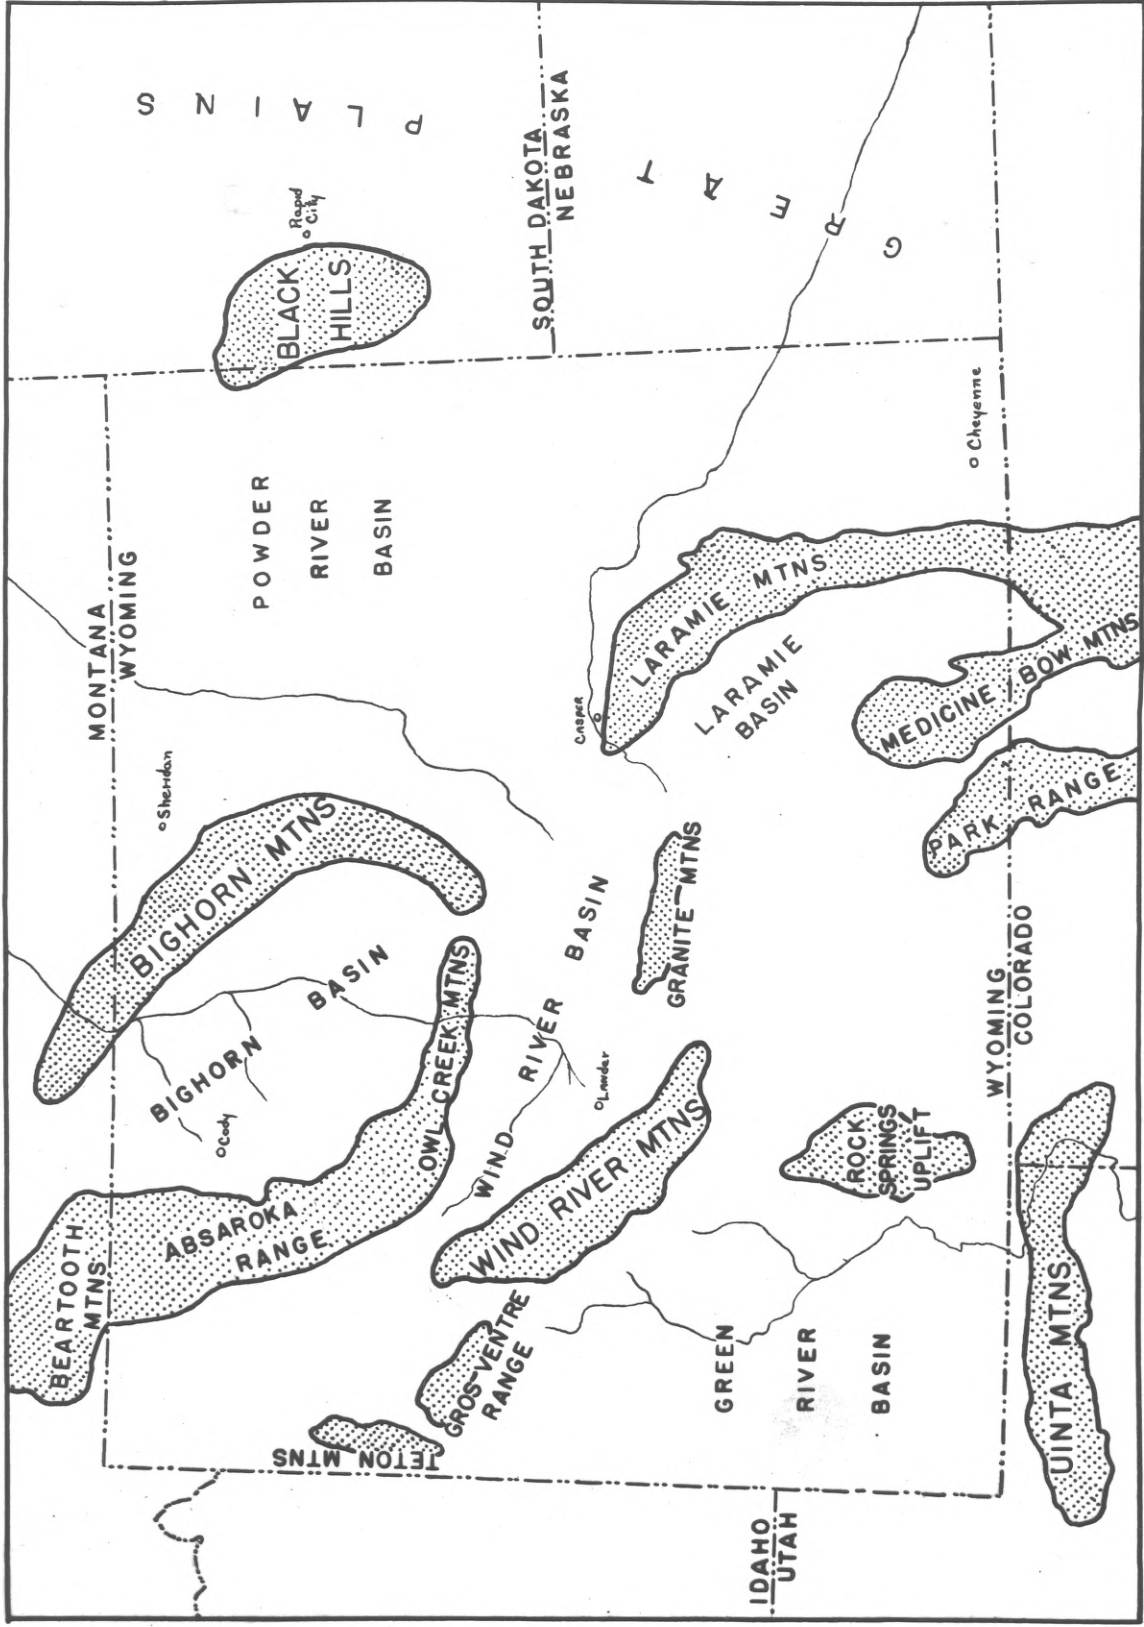 MONTANA
WYOMING
BEARTOOTH
MTNS
ABSAROKA
RANGE
Cody
BIGHORN
BASIN
BIGHORN MTNS
Sheridan
POWDER
RIVER
BASIN
BLACK
HILLS
Rapid
City
GREAT
PLAINS
SOUTH DAKOTA
NEBRASKA
TETON MTNS
GROS-VENTRE
RANGE
OWL CREEK MTNS
WIND
RIVER
BASIN
WIND RIVER MTNS
Lander
GRANITE MTNS
CASPER
LARAMIE MTNS
LARAMIE
BASIN
GREEN
RIVER
BASIN
ROCK
SPRINGS
UPLIFT
MEDICINE BOW MTNS
PARK RANGE
Cheyenne
IDAHO
UTAH
WYOMING
COLORADO
UINTA MTNS